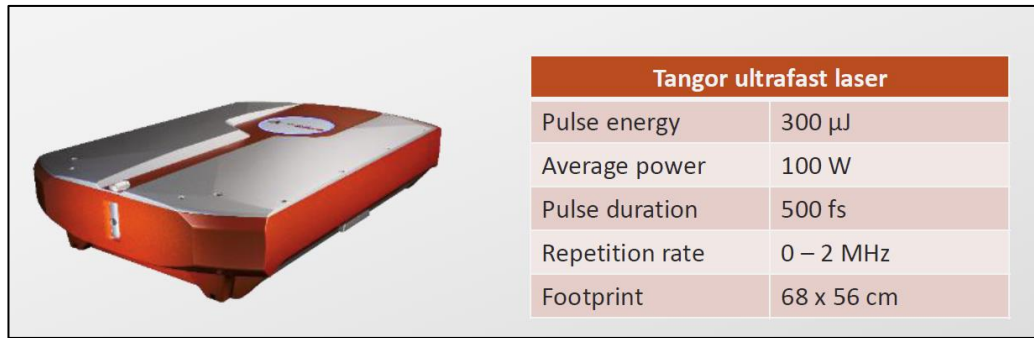 Tangor ultrafast laser
Pulse energy 300 µJ
Average power 100 W
Pulse duration 500 fs
Repetition rate 0 – 2 MHz
Footprint 68 x 56 cm